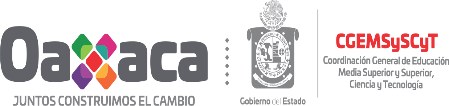 Oaxaca
JUNTOS CONSTRUIMOS EL CAMBIO
Gobierno del Estado
CGEMSySCyT
Coordinación General de Educación
Media Superior y Superior,
Ciencia y Tecnología